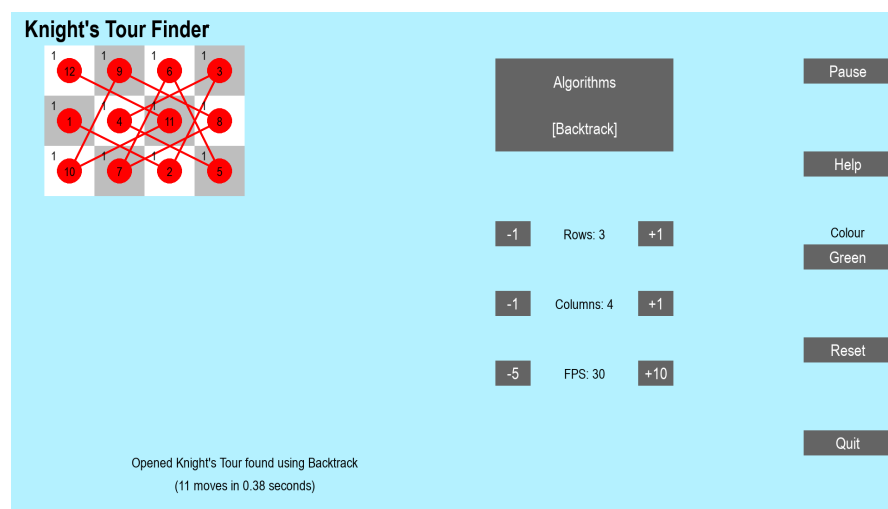 Knight's Tour Finder
1 1 1 1
12 9 6 3
1 1 1 1
1 4 11 8
1 1 1 1
10 7 2 5
Algorithms
[Backtrack]
-1 Rows: 3 +1
-1 Columns: 4 +1
-5 FPS: 30 +10
Pause
Help
Colour
Green
Reset
Quit
Opened Knight's Tour found using Backtrack
(11 moves in 0.38 seconds)